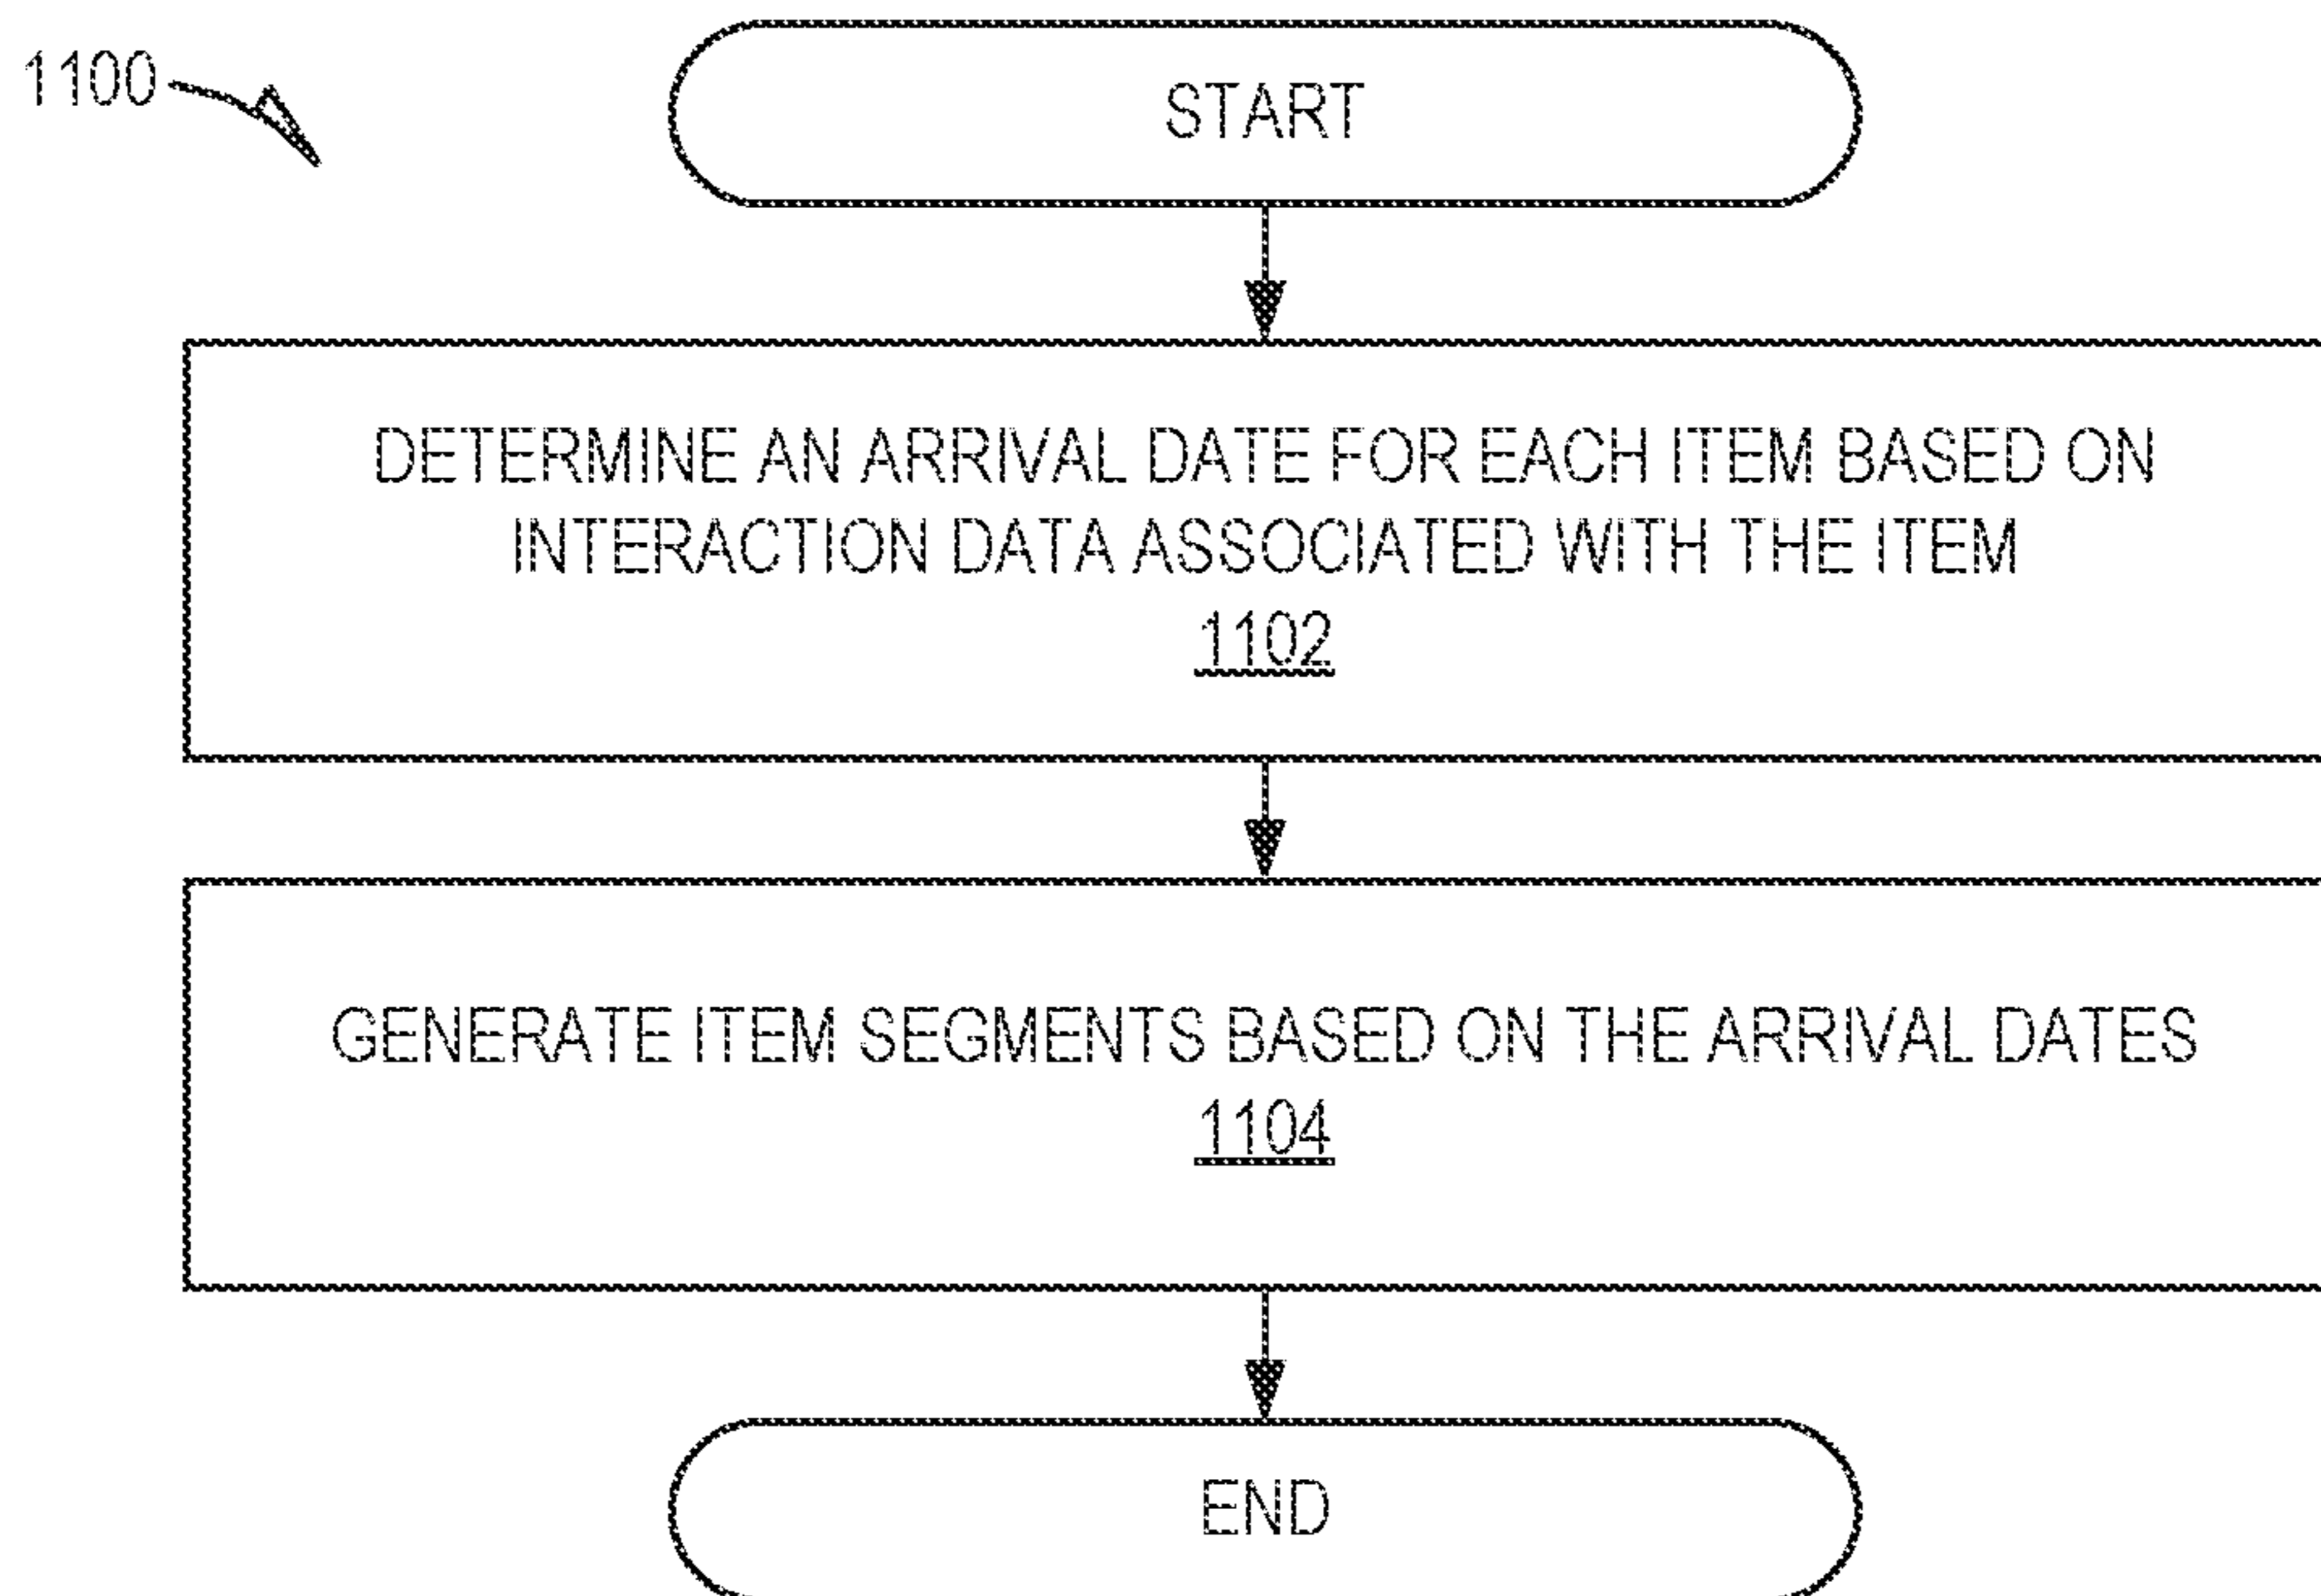 1100
START
DETERMINE AN ARRIVAL DATE FOR EACH ITEM BASED ON
INTERACTION DATA ASSOCIATED WITH THE ITEM
1102
GENERATE ITEM SEGMENTS BASED ON THE ARRIVAL DATES
1104
END